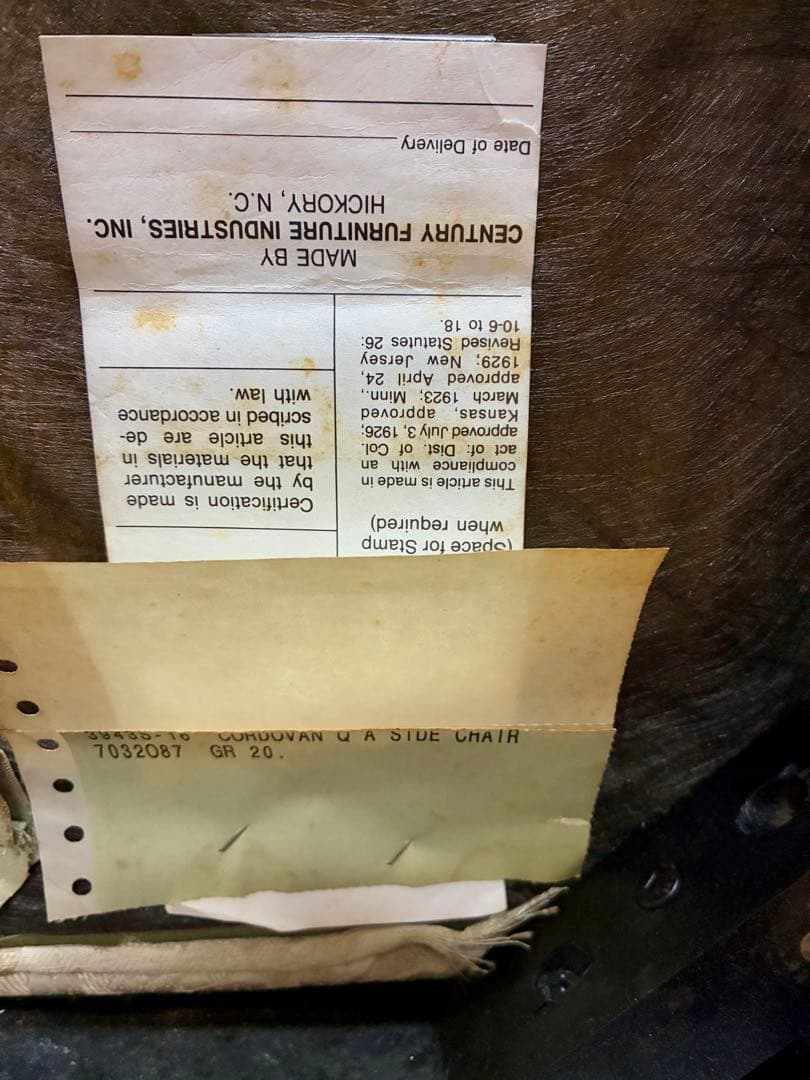 (Space for Stamp
when required)
This article is made in
compliance with an
act of: Dist. of Col.
approved July 3, 1926;
Kansas, approved
March 1923; Minn.,
approved April 24,
1929; New Jersey
Revised Statutes 26:
10-6 to 18.
Certification is made
by the manufacturer
that the materials in
this article are de-
scribed in accordance
with law.
MADE BY
CENTURY FURNITURE INDUSTRIES, INC.
HICKORY, N.C.
Date of Delivery
CORDOVAN Q A SIDE CHAIR
7032087 GR 20.